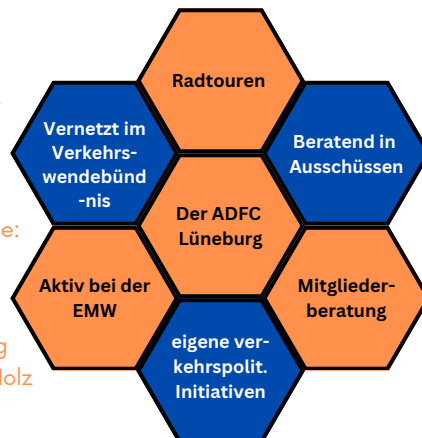 Radtouren
Vernetzt im
Verkehrs-
wendebünd
-nis
Beratend in
Ausschüssen
Der ADFC
Lüneburg
e:
Aktiv bei der
EMW
Mitglieder-
beratung
eigene ver-
kehrspolit.
Initiativen
g
Holz